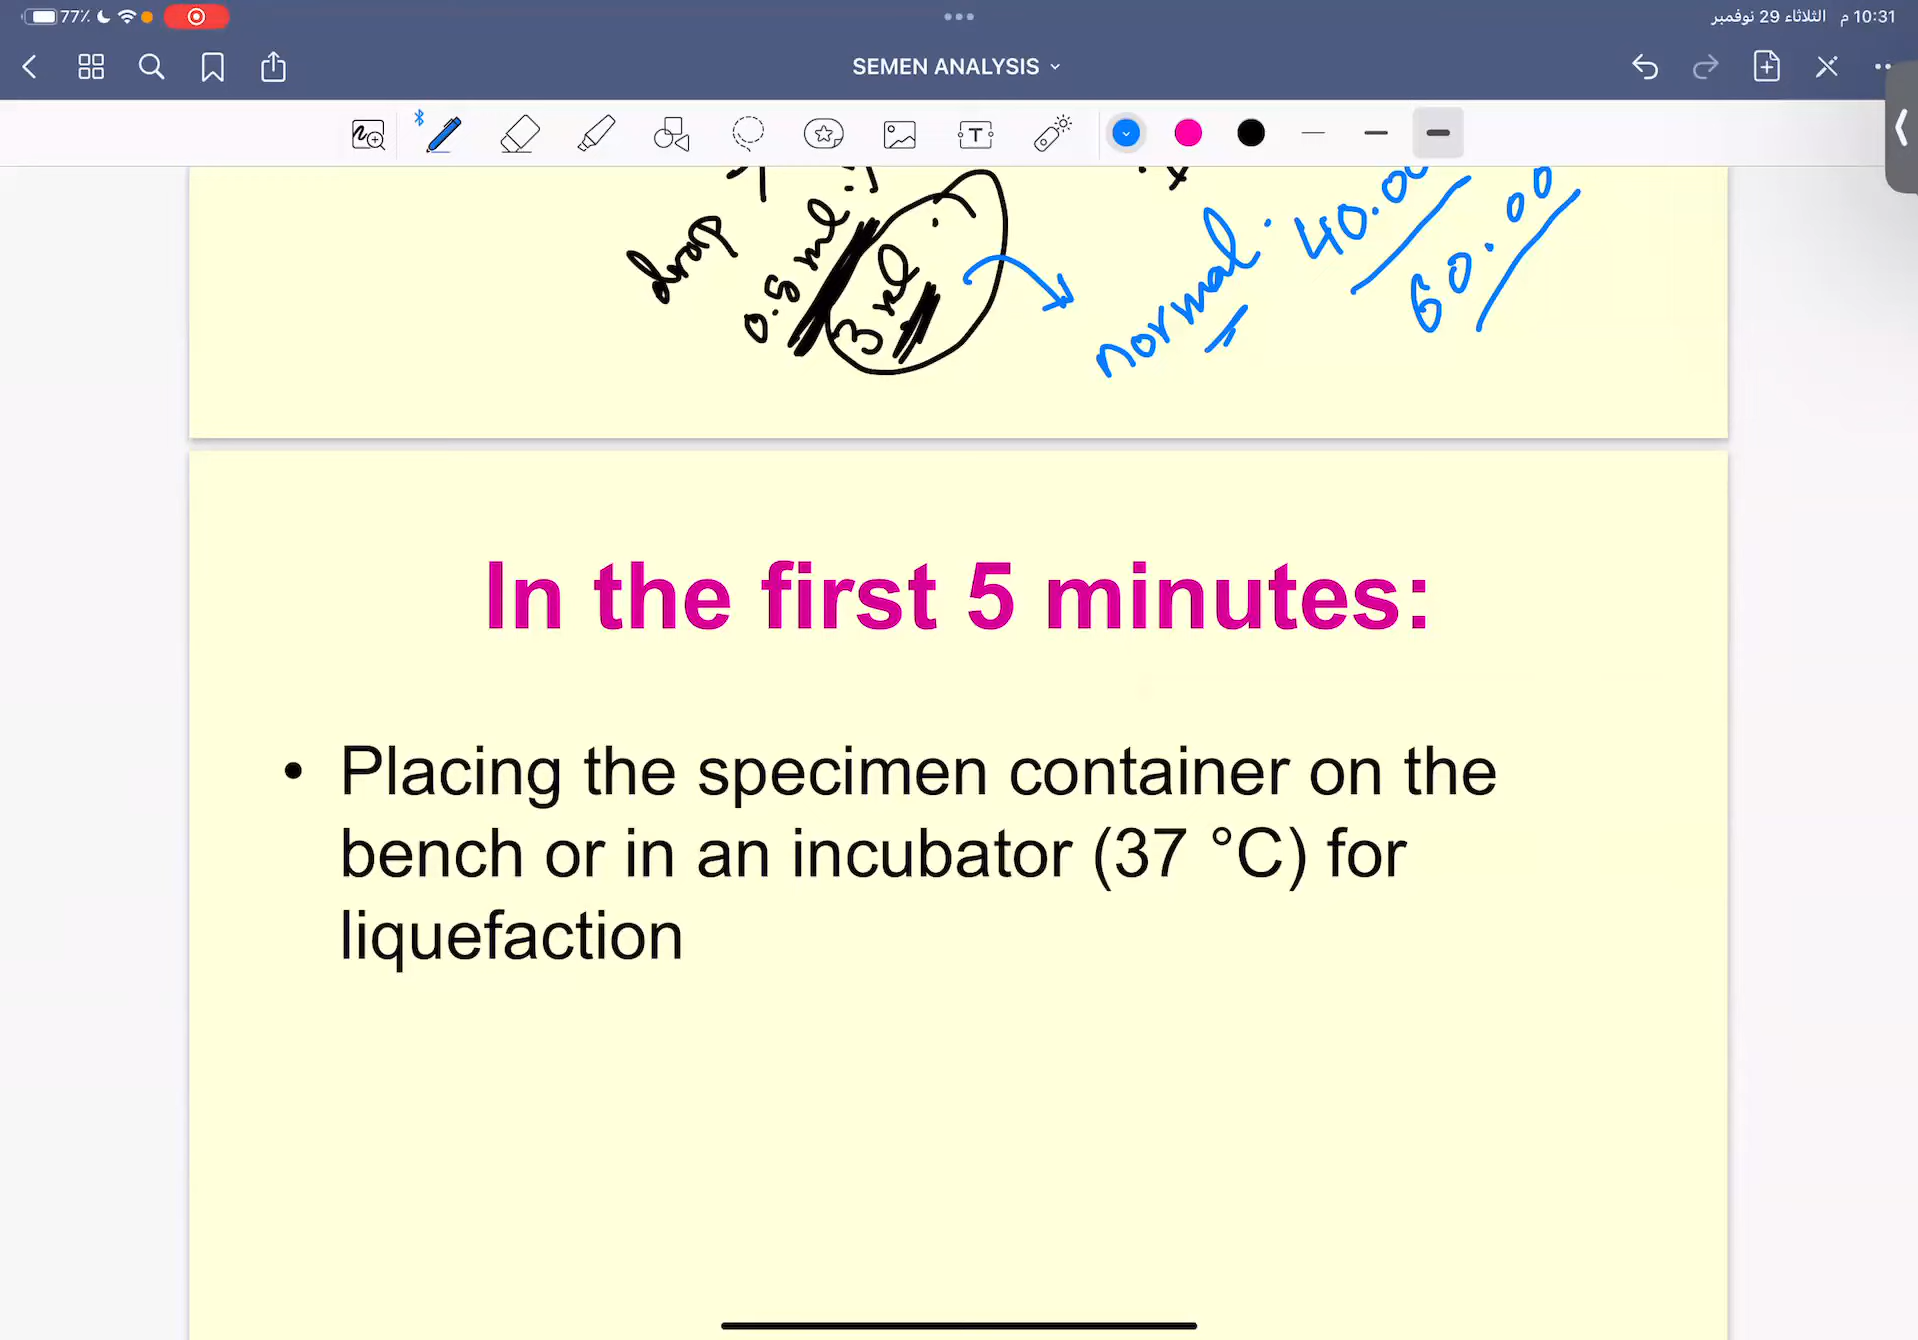 77٪
10:31 م الثلاثاء 29 نوفمبر
SEMEN ANALYSIS
T
drop
0.5 ml
3 ml
normal
40.00
60.00
In the first 5 minutes:
• Placing the specimen container on the
bench or in an incubator (37 °C) for
liquefaction